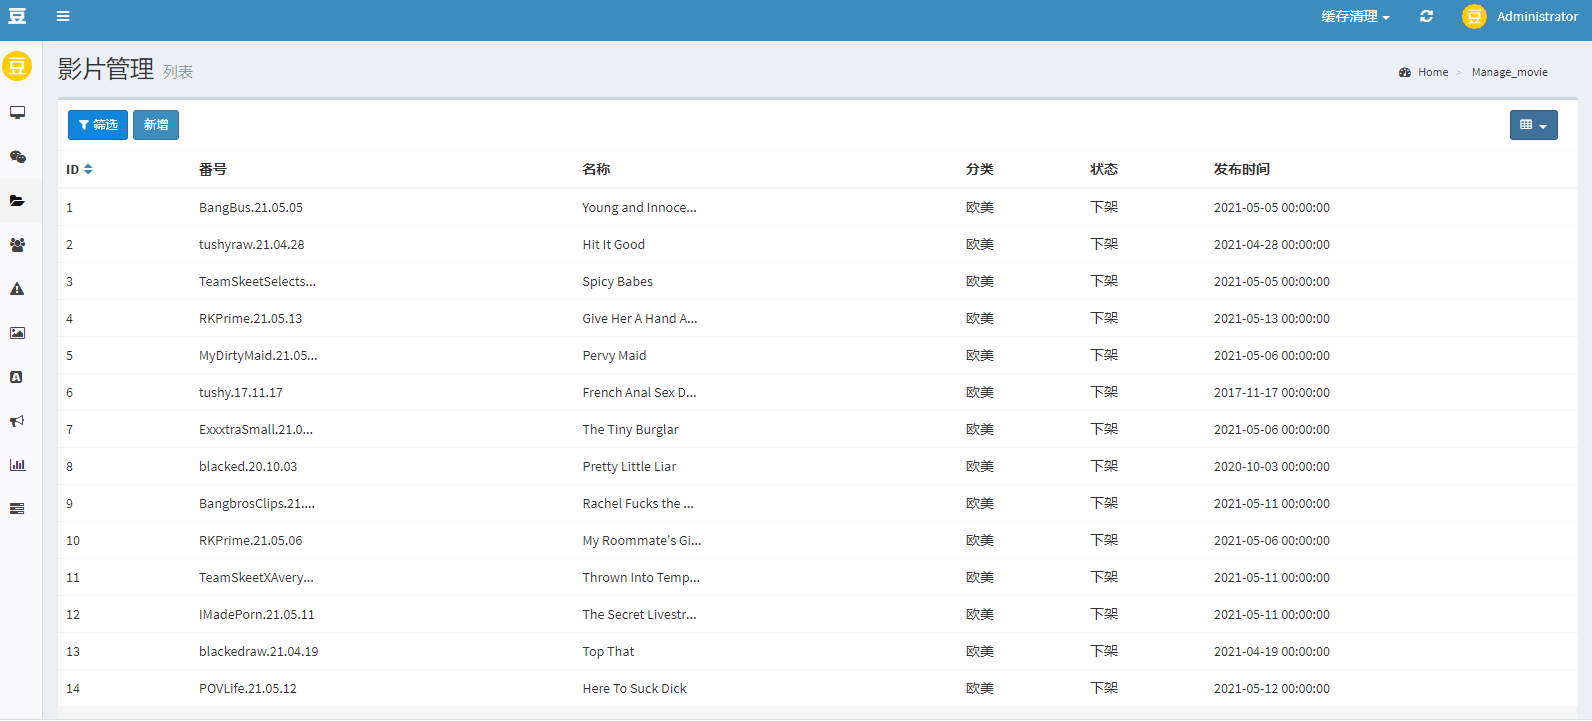 豆 缓存清理 豆 Administrator
豆
影片管理 列表 Home > Manage_movie
筛选 新增
ID 番号 名称 分类 状态 发布时间
1 BangBus.21.05.05 Young and Innoce... 欧美 下架 2021-05-05 00:00:00
2 tushyraw.21.04.28 Hit It Good 欧美 下架 2021-04-28 00:00:00
3 TeamSkeetSelects... Spicy Babes 欧美 下架 2021-05-05 00:00:00
4 RKPrime.21.05.13 Give Her A Hand A... 欧美 下架 2021-05-13 00:00:00
5 MyDirtyMaid.21.05... Pervy Maid 欧美 下架 2021-05-06 00:00:00
6 tushy.17.11.17 French Anal Sex D... 欧美 下架 2017-11-17 00:00:00
7 ExxxtraSmall.21.0... The Tiny Burglar 欧美 下架 2021-05-06 00:00:00
8 blacked.20.10.03 Pretty Little Liar 欧美 下架 2020-10-03 00:00:00
9 BangbrosClips.21.... Rachel Fucks the ... 欧美 下架 2021-05-11 00:00:00
10 RKPrime.21.05.06 My Roommate's Gi... 欧美 下架 2021-05-06 00:00:00
11 TeamSkeetXAvery... Thrown Into Temp... 欧美 下架 2021-05-11 00:00:00
12 IMadePorn.21.05.11 The Secret Livestr... 欧美 下架 2021-05-11 00:00:00
13 blackedraw.21.04.19 Top That 欧美 下架 2021-04-19 00:00:00
14 POVLife.21.05.12 Here To Suck Dick 欧美 下架 2021-05-12 00:00:00